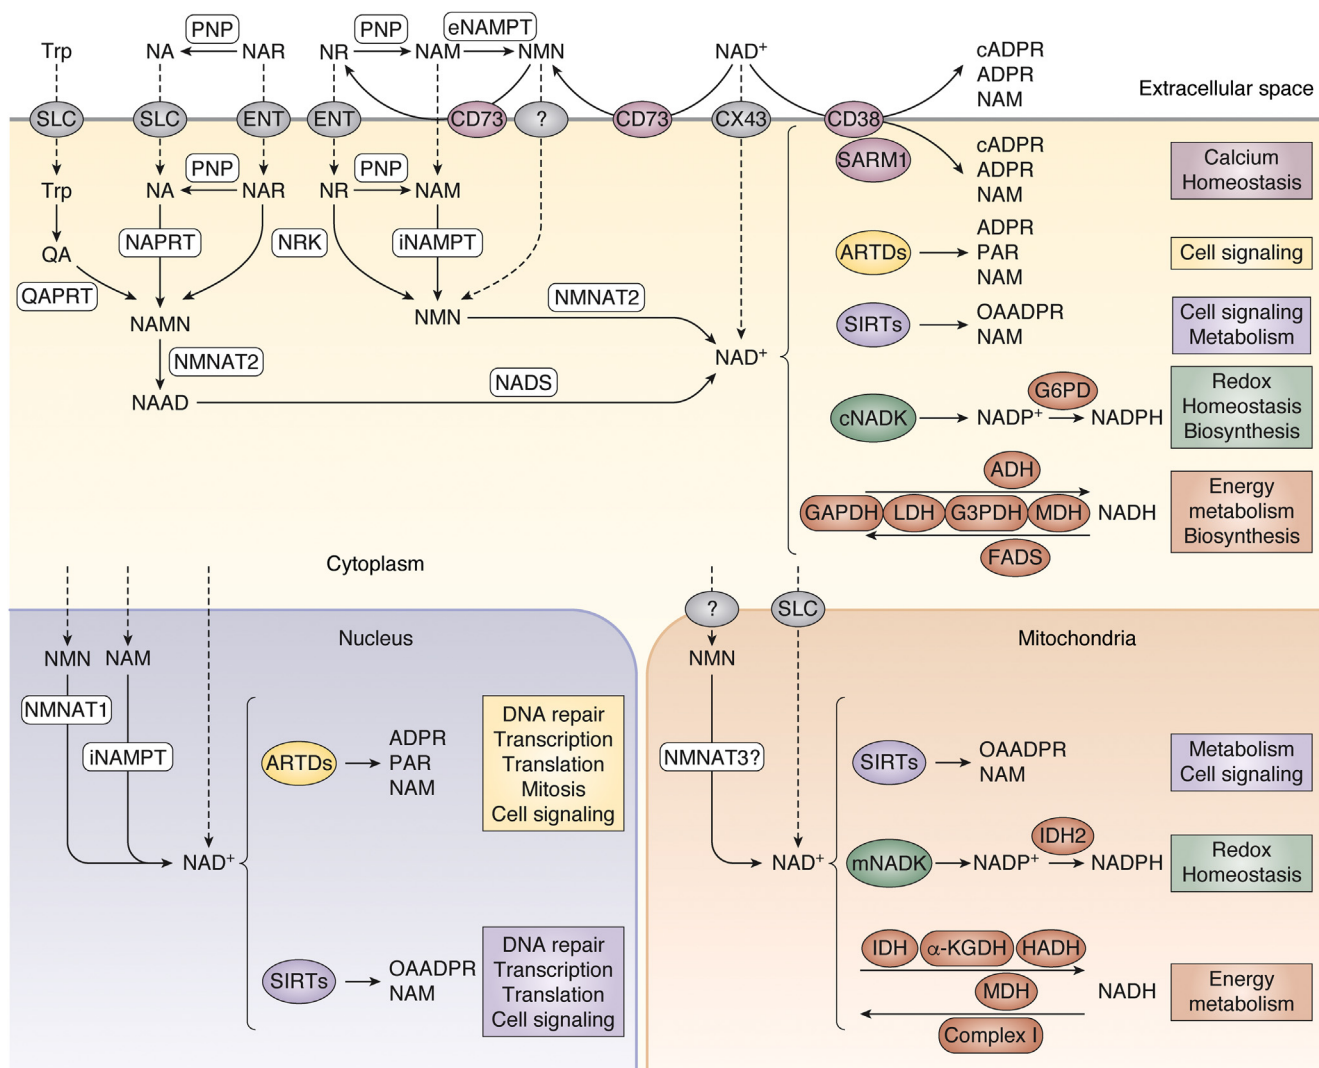 PNP
PNP
eNAMPT
Trp
NA
NAR
NR
NAM
NMN
NAD⁺
cADPR
ADPR
NAM
Extracellular space
SLC
SLC
ENT
ENT
CD73
?
CD73
CX43
CD38
SARM1
cADPR
ADPR
NAM
Calcium
Homeostasis
Trp
NA
PNP
NAR
NR
PNP
NAM
QA
NAPRT
NRK
iNAMPT
ARTDs
ADPR
PAR
NAM
Cell signaling
QAPRT
NAMN
NMN
NMNAT2
SIRTs
OAADPR
NAM
Cell signaling
Metabolism
NMNAT2
NAD⁺
NAAD
NADS
cNADK
NADP⁺
G6PD
NADPH
Redox
Homeostasis
Biosynthesis
ADH
GAPDH
LDH
G3PDH
MDH
NADH
FADS
Energy
metabolism
Biosynthesis
Cytoplasm
Nucleus
NMN
NAM
NMNAT1
iNAMPT
NAD⁺
ARTDs
ADPR
PAR
NAM
DNA repair
Transcription
Translation
Mitosis
Cell signaling
SIRTs
OAADPR
NAM
DNA repair
Transcription
Translation
Cell signaling
?
SLC
Mitochondria
NMN
NMNAT3?
NAD⁺
SIRTs
OAADPR
NAM
Metabolism
Cell signaling
mNADK
NADP⁺
IDH2
NADPH
Redox
Homeostasis
IDH
α-KGDH
HADH
MDH
NADH
Complex I
Energy
metabolism